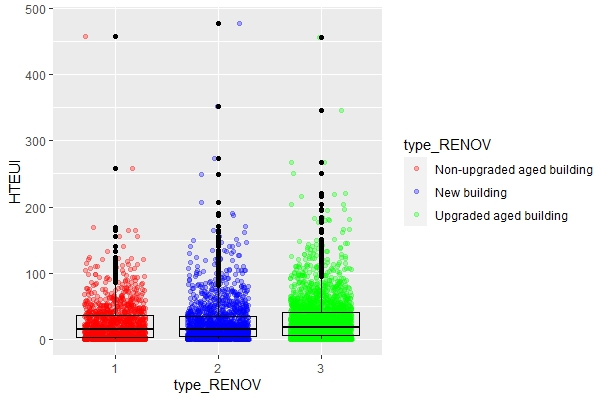 500
400
300
200
100
0
HTEUI
1 2 3
type_RENOV
type_RENOV
Non-upgraded aged building
New building
Upgraded aged building